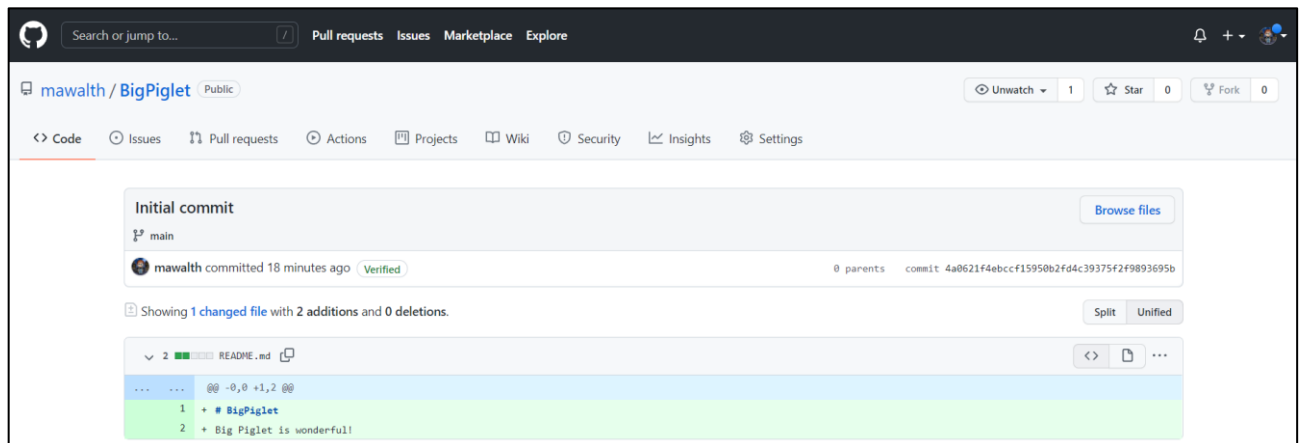 Search or jump to... / Pull requests Issues Marketplace Explore
mawalth / BigPiglet Public Unwatch 1 Star 0 Fork 0
<> Code Issues Pull requests Actions Projects Wiki Security Insights Settings
Initial commit Browse files
main
mawalth committed 18 minutes ago Verified 0 parents commit 4a0621f4ebccf15950b2fd4c39375f2f9893695b
Showing 1 changed file with 2 additions and 0 deletions. Split Unified
2 README.md <> ...
... ... @@ -0,0 +1,2 @@
1 + # BigPiglet
2 + Big Piglet is wonderful!